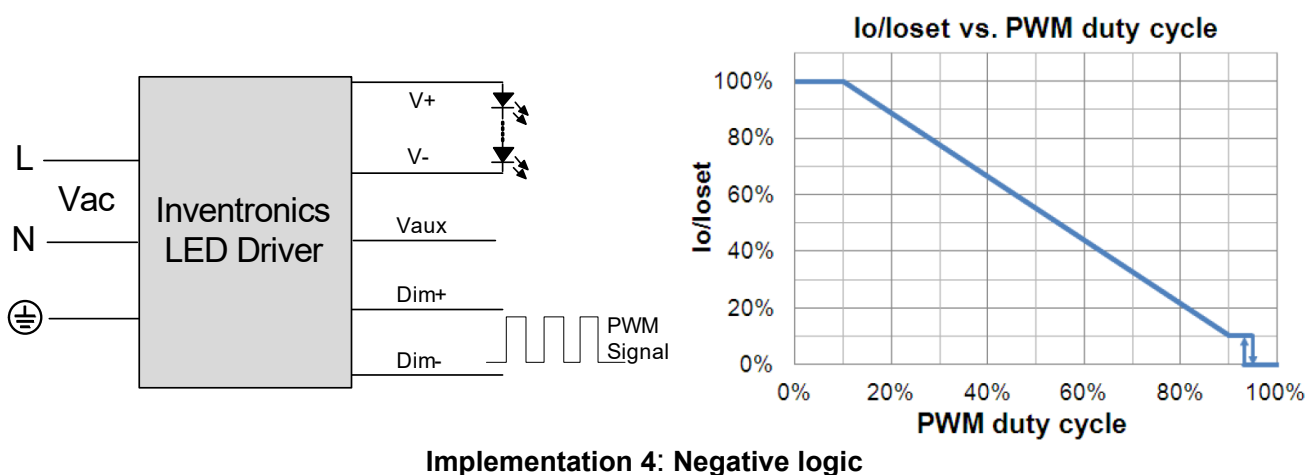 Io/Ioset vs. PWM duty cycle
V+
V-
L
Vac
N
Inventronics
LED Driver
Vaux
Dim+
Dim-
PWM
Signal
100%
80%
60%
40%
20%
0%
Io/Ioset
0% 20% 40% 60% 80% 100%
PWM duty cycle
Implementation 4: Negative logic